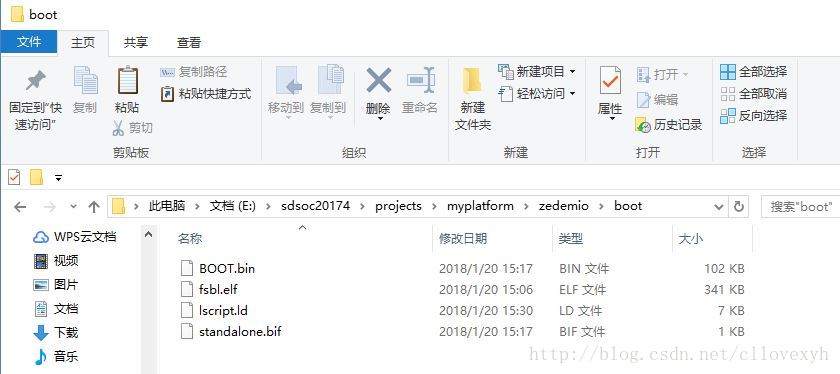 boot
文件 主页 共享 查看
固定到"快速访问" 复制 粘贴 复制路径 粘贴快捷方式 剪切 移动到 复制到 删除 重命名 新建文件夹 新建项目 轻松访问 属性 打开 编辑 历史记录 全部选择 全部取消 反向选择
剪贴板 组织 新建 打开 选择
此电脑 文档 (E:) sdsoc20174 projects myplatform zedemio boot 搜索"boot"
WPS云文档 名称 修改日期 类型 大小
视频 BOOT.bin 2018/1/20 15:17 BIN 文件 102 KB
图片 fsbl.elf 2018/1/20 15:06 ELF 文件 341 KB
文档 lscript.ld 2018/1/20 15:30 LD 文件 7 KB
下载 standalone.bif 2018/1/20 15:17 BIF 文件 1 KB
音乐
http://blog.csdn.net/cllovexyh